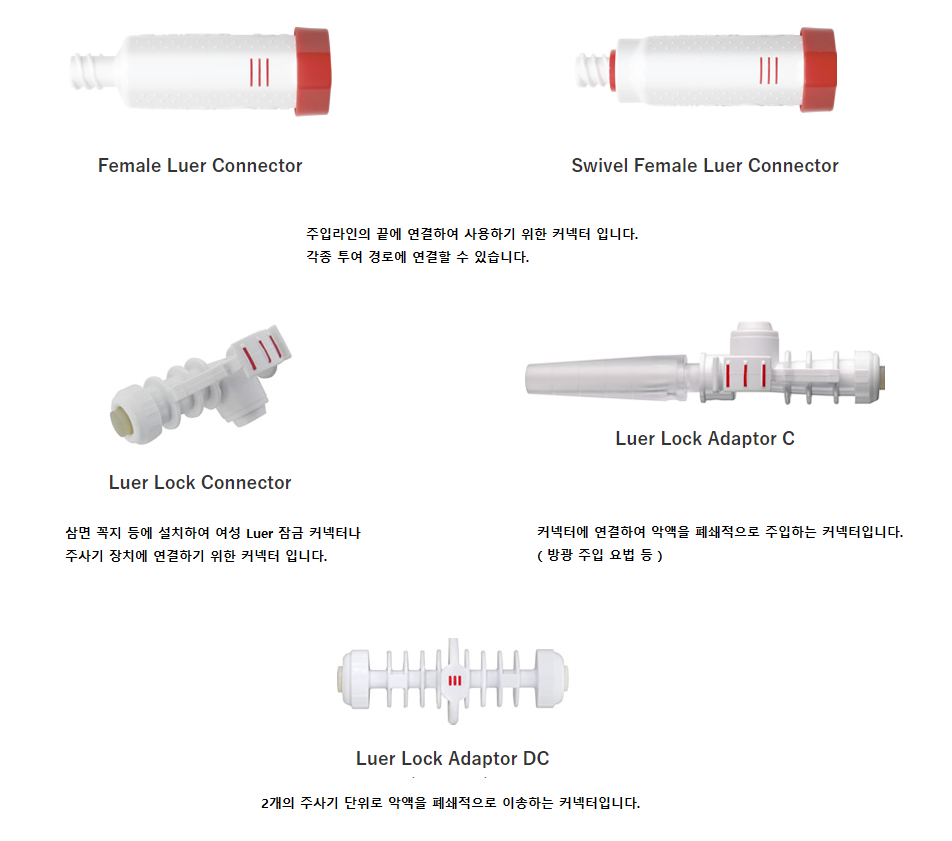 Female Luer Connector
Swivel Female Luer Connector
주입라인의 끝에 연결하여 사용하기 위한 커넥터 입니다.
각종 투여 경로에 연결할 수 있습니다.
Luer Lock Connector
삼면 꼭지 등에 설치하여 여성 Luer 잠금 커넥터나
주사기 장치에 연결하기 위한 커넥터 입니다.
Luer Lock Adaptor C
커넥터에 연결하여 악액을 폐쇄적으로 주입하는 커넥터입니다.
( 방광 주입 요법 등 )
Luer Lock Adaptor DC
2개의 주사기 단위로 악액을 폐쇄적으로 이송하는 커넥터입니다.